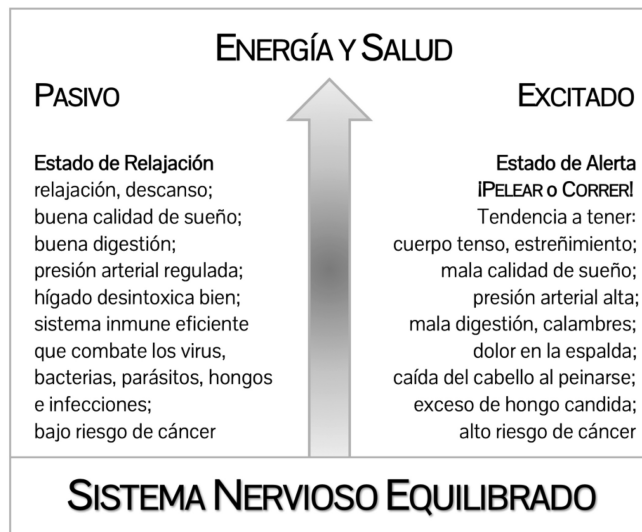 ENERGÍA Y SALUD
PASIVO
Estado de Relajación
relajación, descanso;
buena calidad de sueño;
buena digestión;
presión arterial regulada;
hígado desintoxica bien;
sistema inmune eficiente
que combate los virus,
bacterias, parásitos, hongos
e infecciones;
bajo riesgo de cáncer
EXCITADO
Estado de Alerta
¡PELEAR o CORRER!
Tendencia a tener:
cuerpo tenso, estreñimiento;
mala calidad de sueño;
presión arterial alta;
mala digestión, calambres;
dolor en la espalda;
caída del cabello al peinarse;
exceso de hongo candida;
alto riesgo de cáncer
SISTEMA NERVIOSO EQUILIBRADO